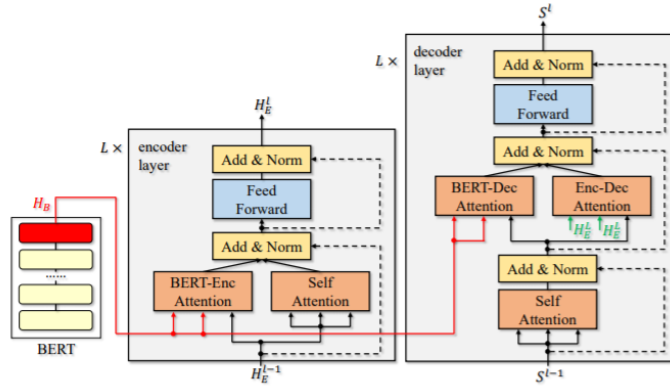 S^l
L ×
decoder
layer
Add & Norm
Feed
Forward
Add & Norm
BERT-Dec
Attention
Enc-Dec
Attention
H_E^L
H_E^L
Add & Norm
Self
Attention
S^{l-1}
H_E^l
L ×
encoder
layer
Add & Norm
Feed
Forward
Add & Norm
BERT-Enc
Attention
Self
Attention
H_E^{l-1}
H_B
......
BERT